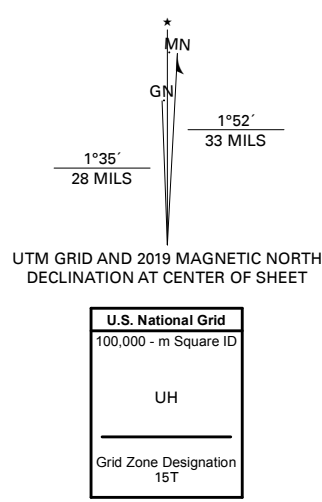 ★
MN
GN
1°52´
33 MILS
1°35´
28 MILS
UTM GRID AND 2019 MAGNETIC NORTH
DECLINATION AT CENTER OF SHEET
U.S. National Grid
100,000 - m Square ID
UH
Grid Zone Designation
15T